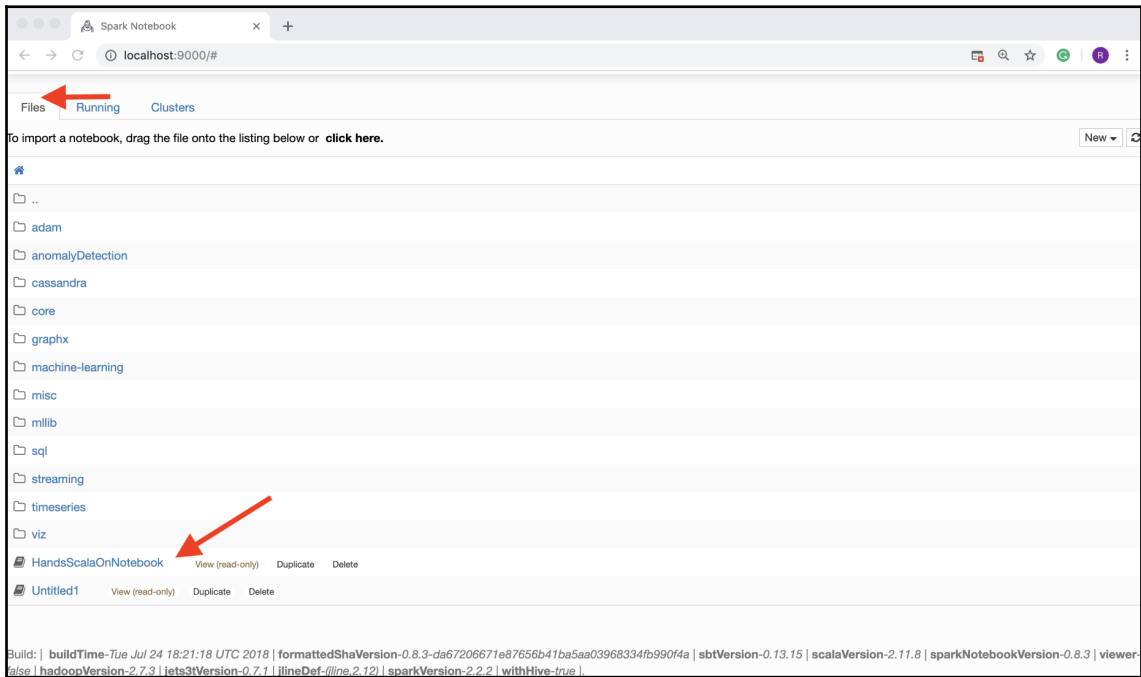 Spark Notebook
localhost:9000/#
R
Files Running Clusters
To import a notebook, drag the file onto the listing below or click here.
New
..
adam
anomalyDetection
cassandra
core
graphx
machine-learning
misc
mllib
sql
streaming
timeseries
viz
HandsScalaOnNotebook View (read-only) Duplicate Delete
Untitled1 View (read-only) Duplicate Delete
Build: | buildTime-Tue Jul 24 18:21:18 UTC 2018 | formattedShaVersion-0.8.3-da67206671e87656b41ba5aa03968334fb990f4a | sbtVersion-0.13.15 | scalaVersion-2.11.8 | sparkNotebookVersion-0.8.3 | viewer-
false | hadoopVersion-2.7.3 | jets3tVersion-0.7.1 | jlineDef-(jline,2.12) | sparkVersion-2.2.2 | withHive-true |.